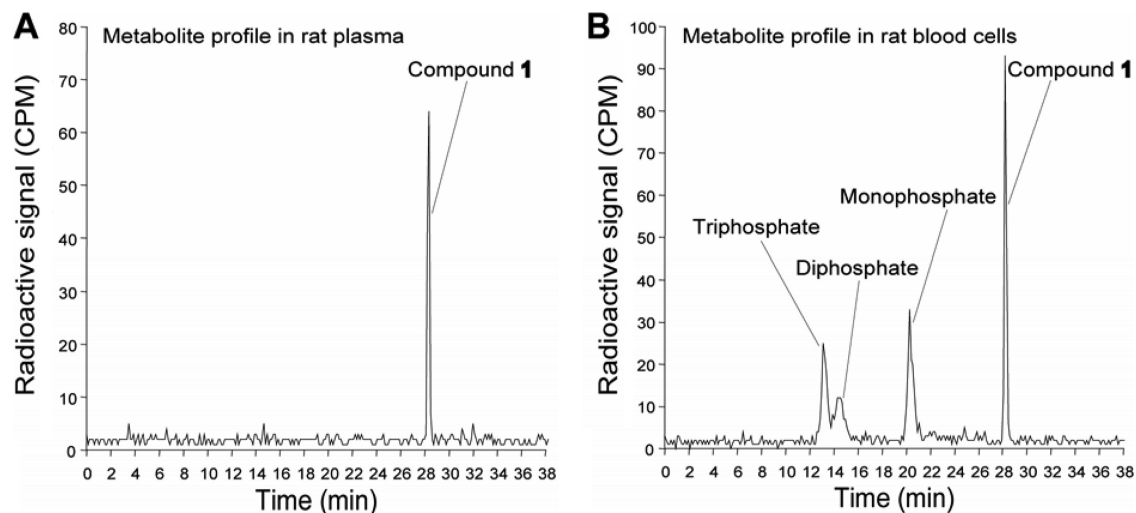 A
Metabolite profile in rat plasma
Compound 1
Radioactive signal (CPM)
80
70
60
50
40
30
20
10
0
0 2 4 6 8 10 12 14 16 18 20 22 24 26 28 30 32 34 36 38
Time (min)
B
Metabolite profile in rat blood cells
Compound 1
Monophosphate
Triphosphate
Diphosphate
Radioactive signal (CPM)
100
90
80
70
60
50
40
30
20
10
0
0 2 4 6 8 10 12 14 16 18 20 22 24 26 28 30 32 34 36 38
Time (min)